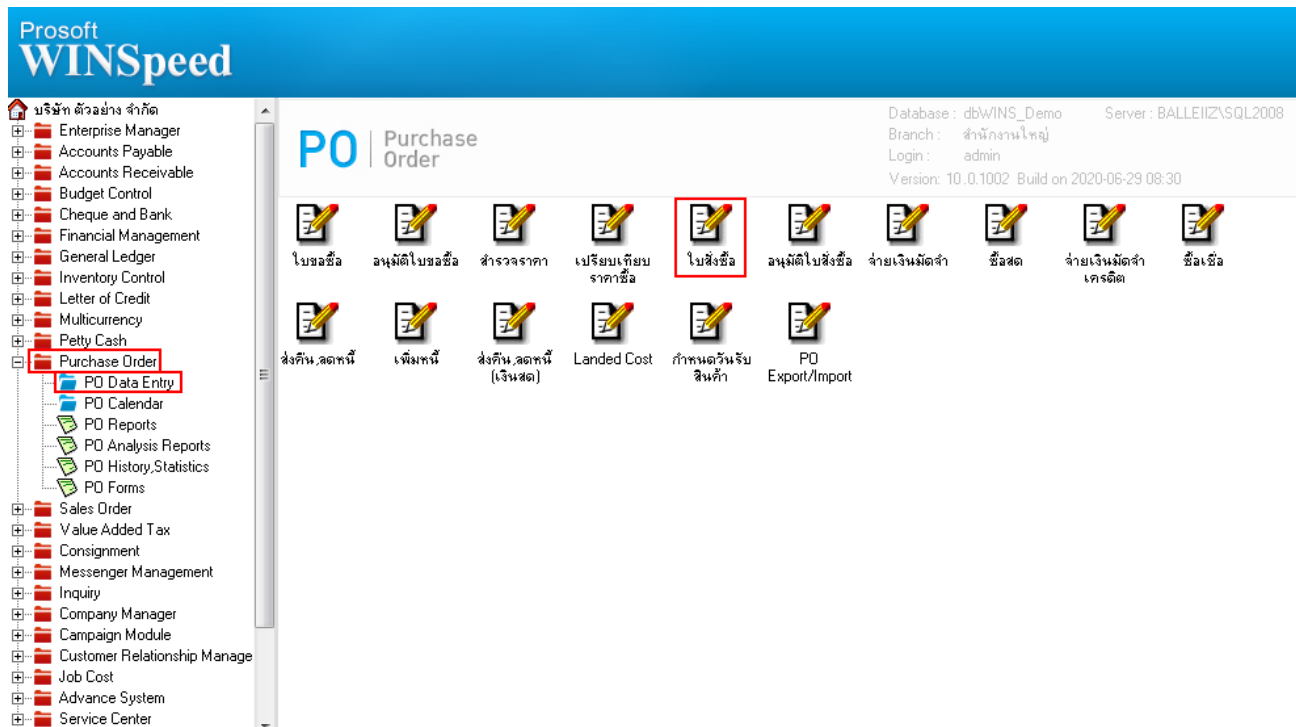 Prosoft
WINSpeed
บริษัท ตัวอย่าง จำกัด
Enterprise Manager
Accounts Payable
Accounts Receivable
Budget Control
Cheque and Bank
Financial Management
General Ledger
Inventory Control
Letter of Credit
Multicurrency
Petty Cash
Purchase Order
PO Data Entry
PO Calendar
PO Reports
PO Analysis Reports
PO History,Statistics
PO Forms
Sales Order
Value Added Tax
Consignment
Messenger Management
Inquiry
Company Manager
Campaign Module
Customer Relationship Manage
Job Cost
Advance System
Service Center
PO Purchase
Order
Database : dbWINS_Demo Server : BALLEIIZ\SQL2008
Branch : สำนักงานใหญ่
Login : admin
Version: 10.0.1002 Build on 2020-06-29 08:30
ใบขอซื้อ อนุมัติใบขอซื้อ สำรวจราคา เปรียบเทียบ ใบสั่งซื้อ อนุมัติใบสั่งซื้อ จ่ายเงินมัดจำ ซื้อสด จ่ายเงินมัดจำ ซื้อเชื่อ
ราคาซื้อ เครดิต
ส่งคืน,ลดหนี้ เพิ่มหนี้ ส่งคืน,ลดหนี้ Landed Cost กำหนดวันรับ PO
(เงินสด) สินค้า Export/Import